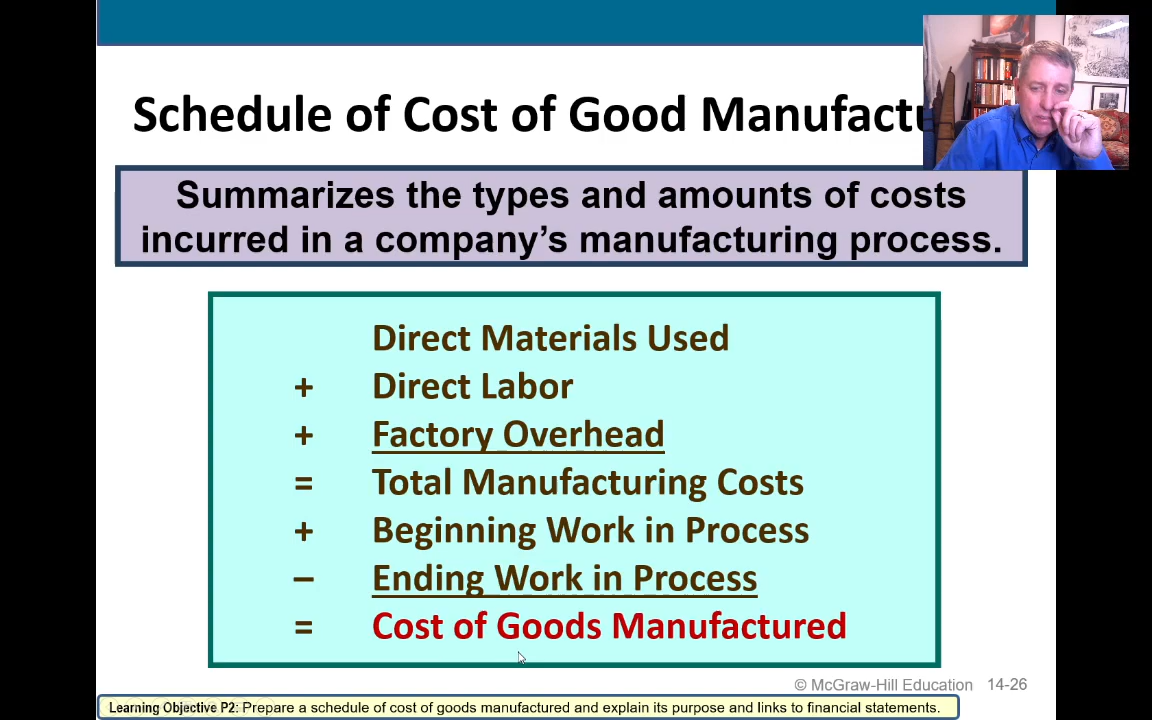 Schedule of Cost of Good Manufactu
Summarizes the types and amounts of costs
incurred in a company's manufacturing process.
Direct Materials Used
+ Direct Labor
+ Factory Overhead
= Total Manufacturing Costs
+ Beginning Work in Process
– Ending Work in Process
= Cost of Goods Manufactured
© McGraw-Hill Education 14-26
Learning Objective P2: Prepare a schedule of cost of goods manufactured and explain its purpose and links to financial statements.